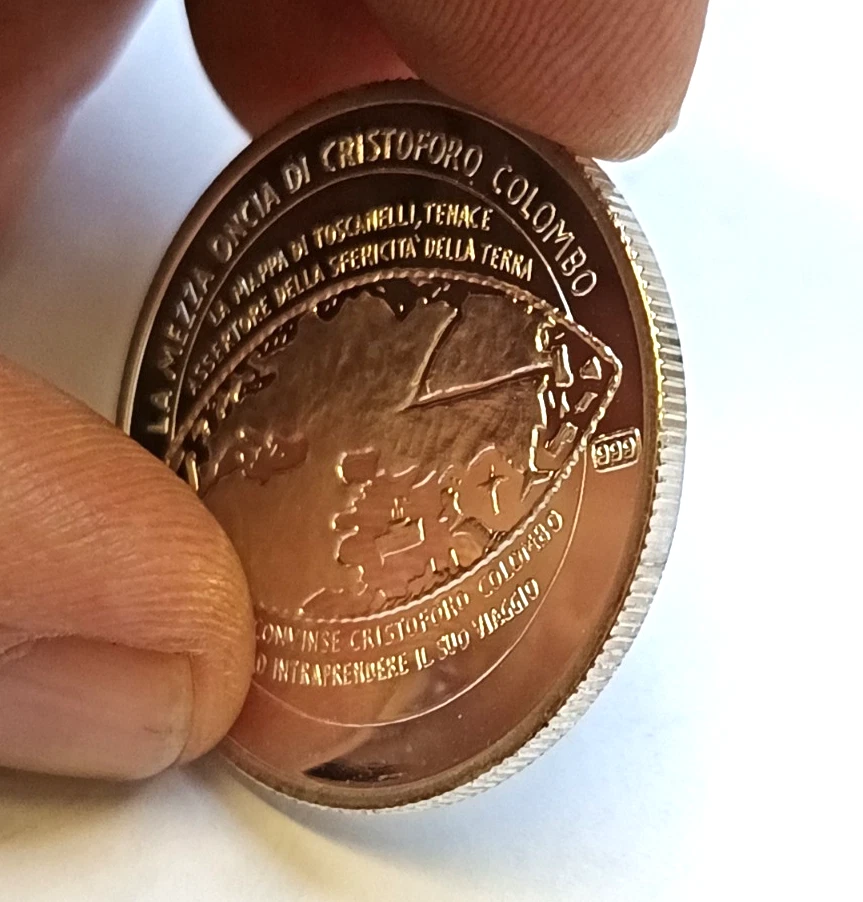 LA MEZZA ONCIA DI CRISTOFORO COLOMBO
LA MAPPA DI TOSCANELLI, TENACE
ASSERTORE DELLA SFERICITA' DELLA TERRA
999
CONVINSE CRISTOFORO COLOMBO
INTRAPRENDERE IL SUO VIAGGIO